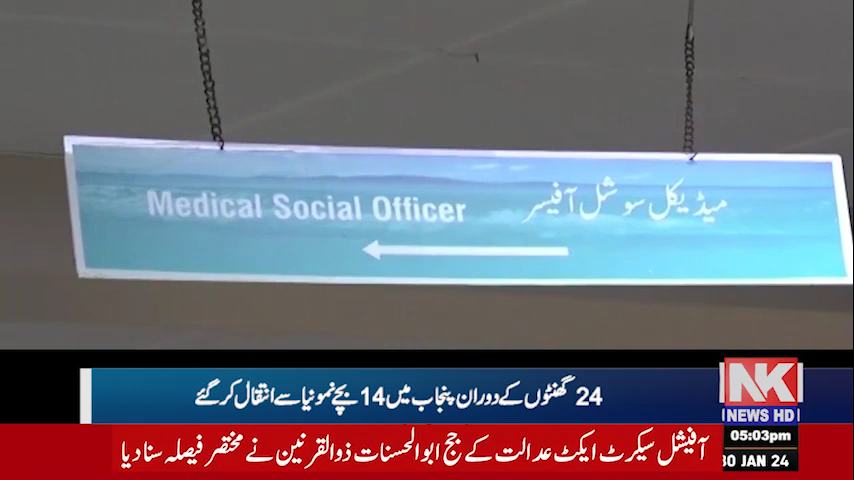 Medical Social Officer
میڈیکل سوشل آفیسر
24 گھنٹوں کے دوران پنجاب میں 14 بچے نمونیا سے انتقال کر گئے
NK
NEWS HD
05:03pm
30 JAN 24
آفیشل سیکرٹ ایکٹ عدالت کے جج ابوالحسنات ذوالقرنین نے مختصر فیصلہ سنا دیا